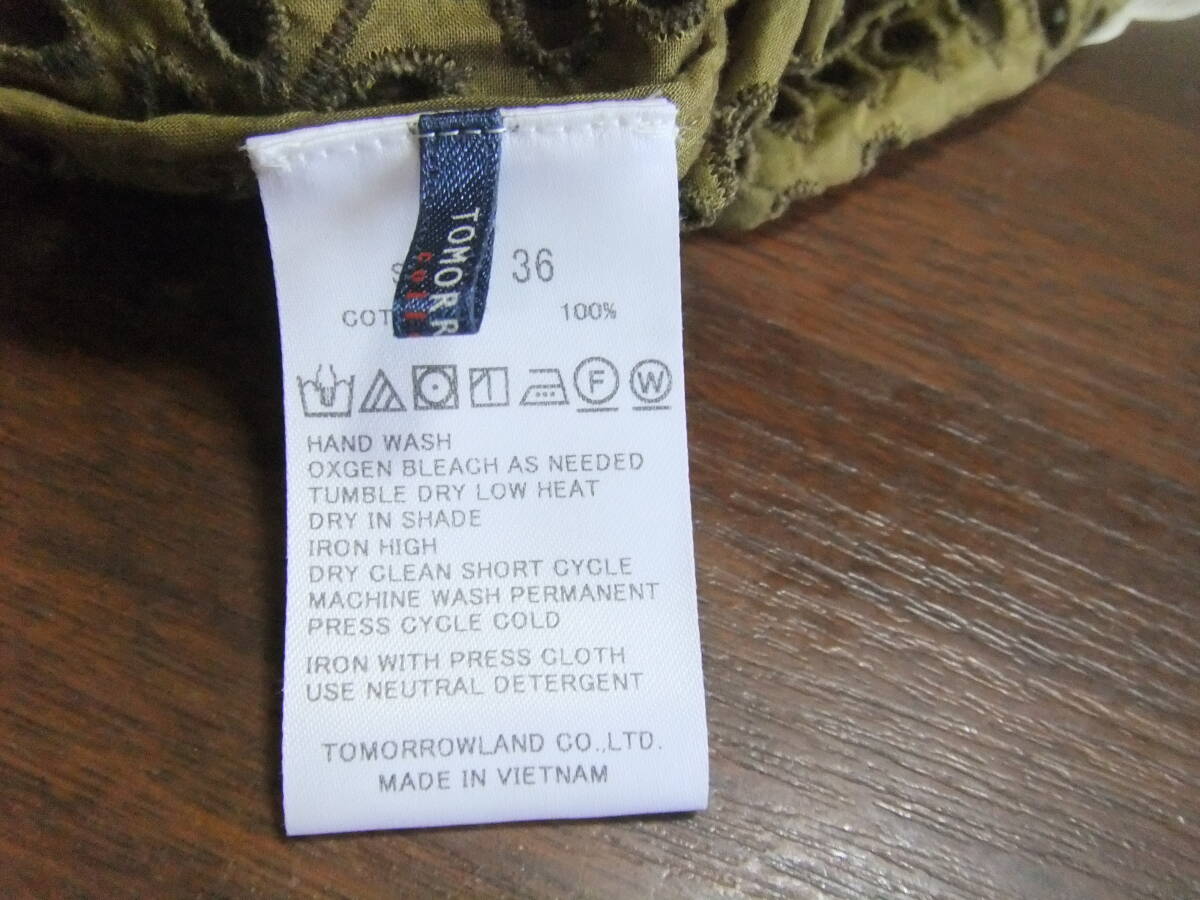 TOMORR
36
COT 100%
F W
HAND WASH
OXGEN BLEACH AS NEEDED
TUMBLE DRY LOW HEAT
DRY IN SHADE
IRON HIGH
DRY CLEAN SHORT CYCLE
MACHINE WASH PERMANENT
PRESS CYCLE COLD
IRON WITH PRESS CLOTH
USE NEUTRAL DETERGENT
TOMORROWLAND CO.,LTD.
MADE IN VIETNAM